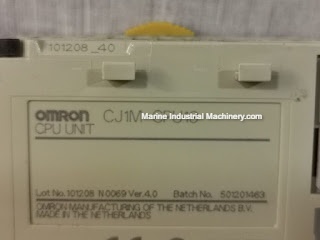 101208_40
OMRON CJ1M-CPU13
Marine Industrial Machinery.com
CPU UNIT
Lot No. 101208 N0069 Ver.4.0 Batch No. 501201463
OMRON MANUFACTURING OF THE NETHERLANDS B.V.
MADE IN THE NETHERLANDS